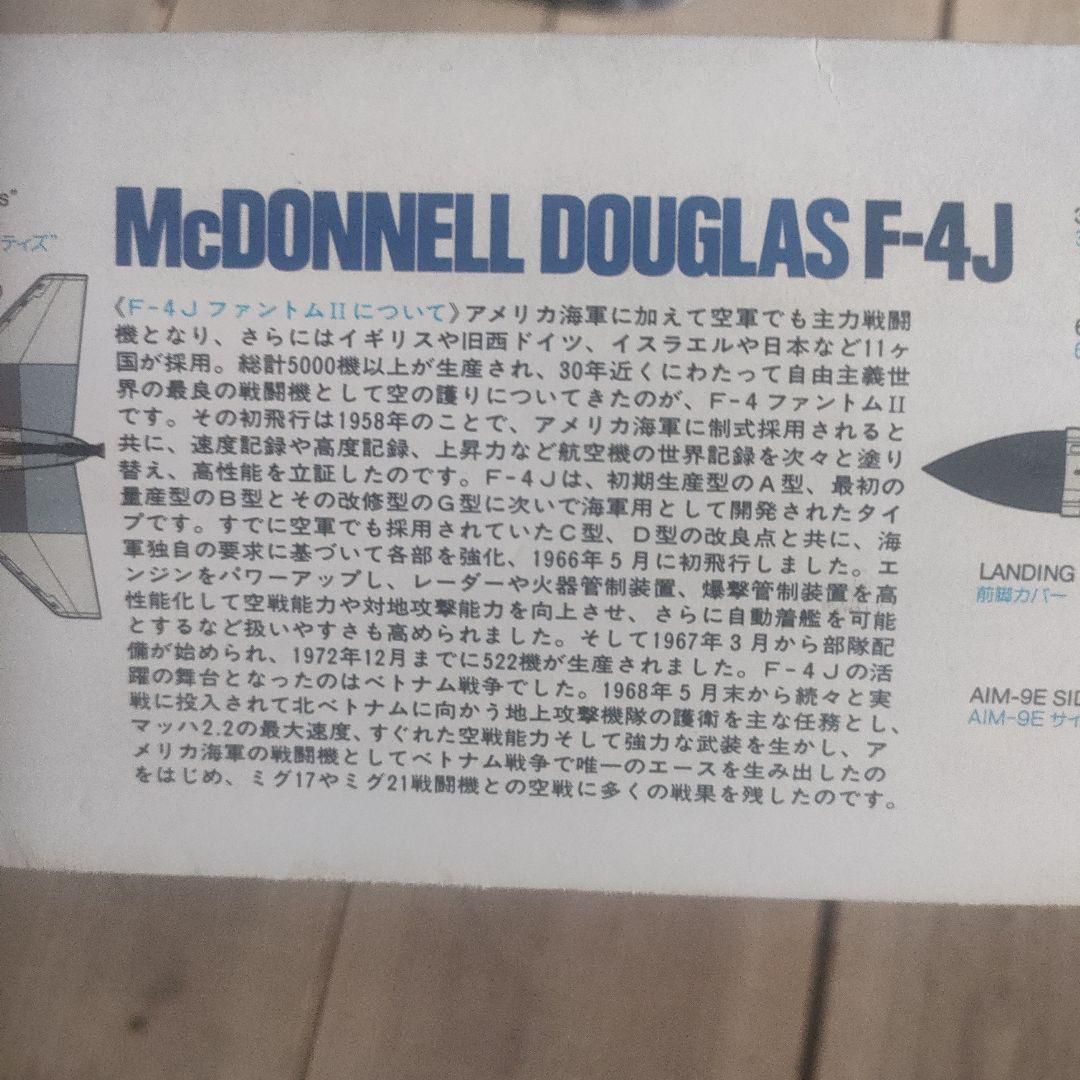 s”
ティズ”
McDONNELL DOUGLAS F-4J
《F-4JファントムIIについて》アメリカ海軍に加えて空軍でも主力戦闘
機となり、さらにはイギリスや旧西ドイツ、イスラエルや日本など11ヶ
国が採用。総計5000機以上が生産され、30年近くにわたって自由主義世
界の最良の戦闘機として空の護りについてきたのが、F-4ファントムII
です。その初飛行は1958年のことで、アメリカ海軍に制式採用されると
共に、速度記録や高度記録、上昇力など航空機の世界記録を次々と塗り
替え、高性能を立証したのです。F-4Jは、初期生産型のA型、最初の
量産型のB型とその改修型のG型に次いで海軍用として開発されたタイ
プです。すでに空軍でも採用されていたC型、D型の改良点と共に、海
軍独自の要求に基づいて各部を強化、1966年5月に初飛行しました。エ
ンジンをパワーアップし、レーダーや火器管制装置、爆撃管制装置を高
性能化して空戦能力や対地攻撃能力を向上させ、さらに自動着艦を可能
とするなど扱いやすさも高められました。そして1967年3月から部隊配
備が始められ、1972年12月までに522機が生産されました。F-4Jの活
躍の舞台となったのはベトナム戦争でした。1968年5月末から続々と実
戦に投入されて北ベトナムに向かう地上攻撃機隊の護衛を主な任務とし、
マッハ2.2の最大速度、すぐれた空戦能力そして強力な武装を生かし、ア
メリカ海軍の戦闘機としてベトナム戦争で唯一のエースを生み出したの
をはじめ、ミグ17やミグ21戦闘機との空戦に多くの戦果を残したのです。
LANDING
前脚カバー
AIM-9E SID
AIM-9E サイ